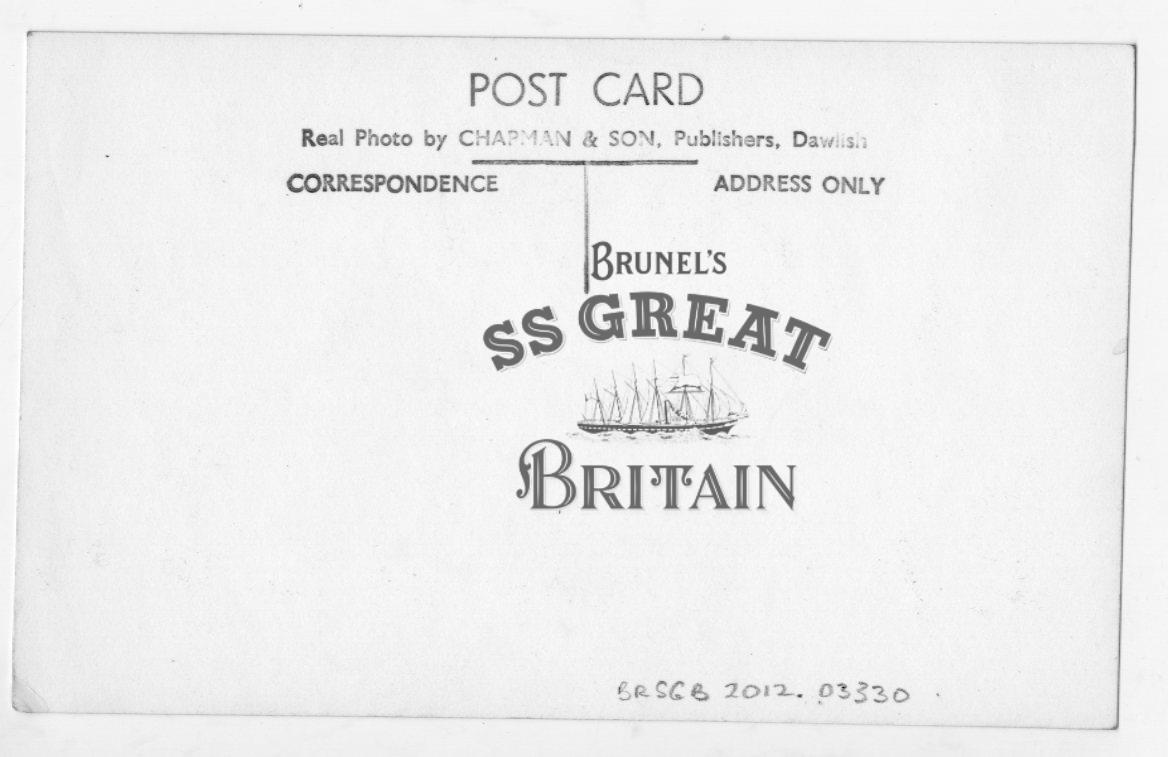 POST CARD
Real Photo by CHAPMAN & SON, Publishers, Dawlish
CORRESPONDENCE
ADDRESS ONLY
BRUNEL'S
SS GREAT
BRITAIN
BRSGB 2012.03330